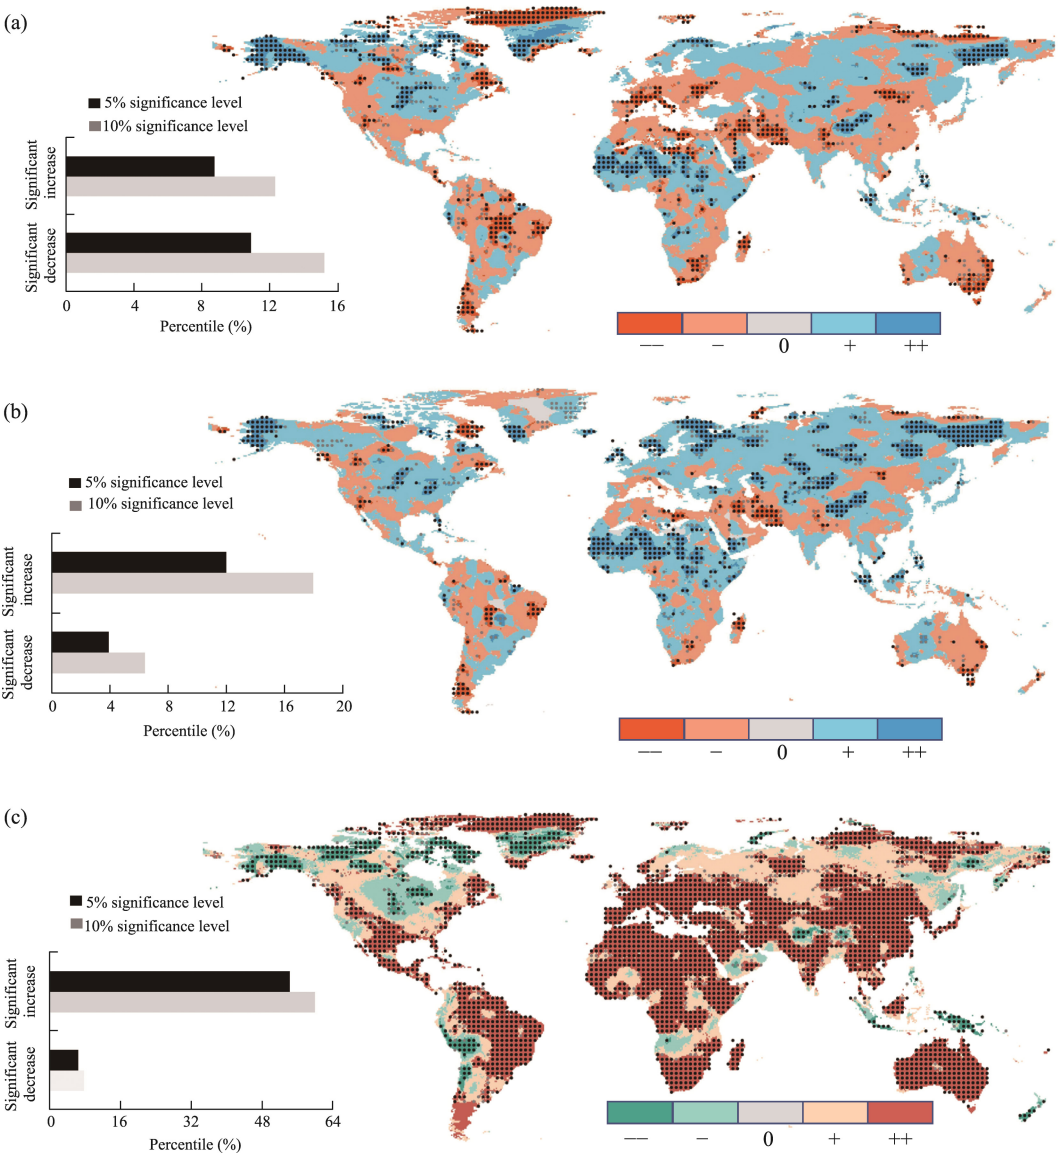 (a)
5% significance level
10% significance level
Significant
increase
Significant
decrease
0 4 8 12 16
Percentile (%)
−− − 0 + ++
(b)
5% significance level
10% significance level
Significant
increase
Significant
decrease
0 4 8 12 16 20
Percentile (%)
−− − 0 + ++
(c)
5% significance level
10% significance level
Significant
increase
Significant
decrease
0 16 32 48 64
Percentile (%)
−− − 0 + ++